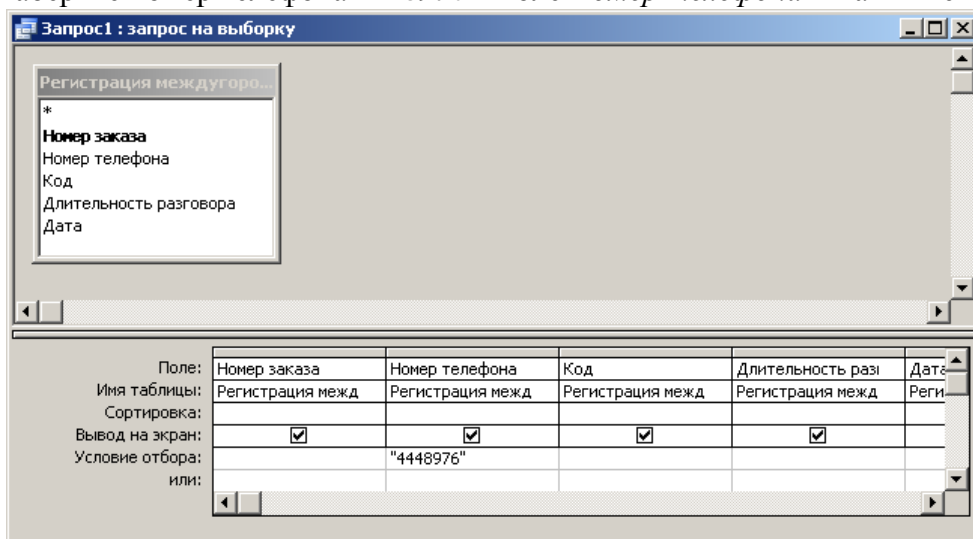 Запрос1 : запрос на выборку
Регистрация междугоро...
*
Номер заказа
Номер телефона
Код
Длительность разговора
Дата
Поле: Номер заказа Номер телефона Код Длительность разг Дата
Имя таблицы: Регистрация межд Регистрация межд Регистрация межд Регистрация межд Реги
Сортировка:
Вывод на экран:
Условие отбора: "4448976"
или: